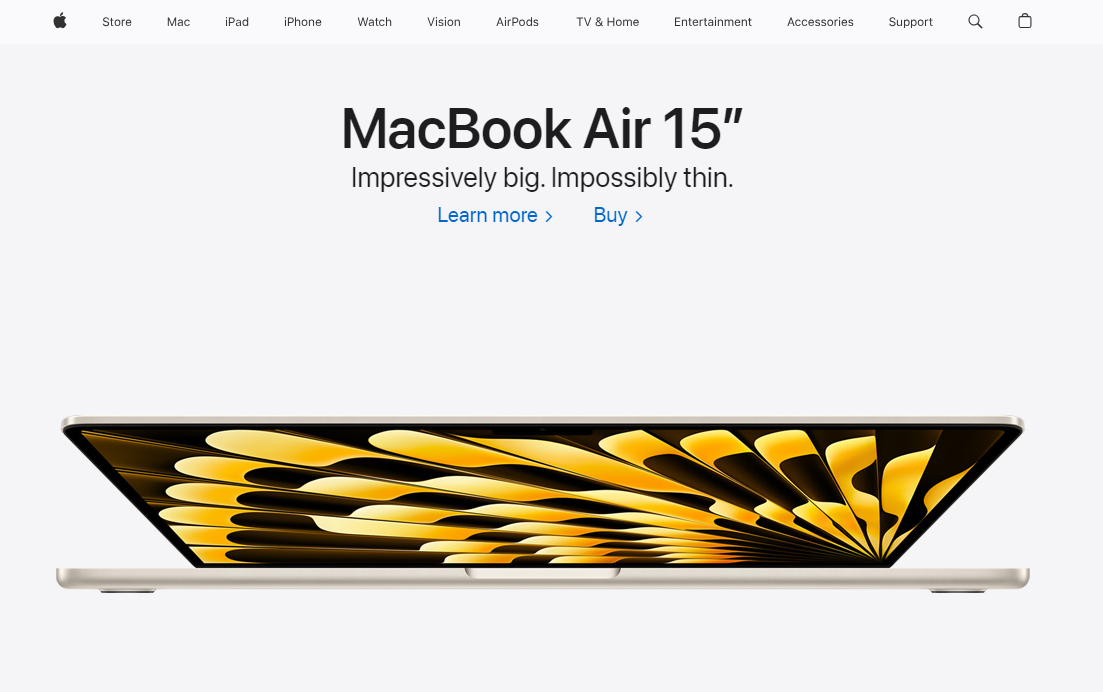 Store Mac iPad iPhone Watch Vision AirPods TV & Home Entertainment Accessories Support
MacBook Air 15”
Impressively big. Impossibly thin.
Learn more > Buy >